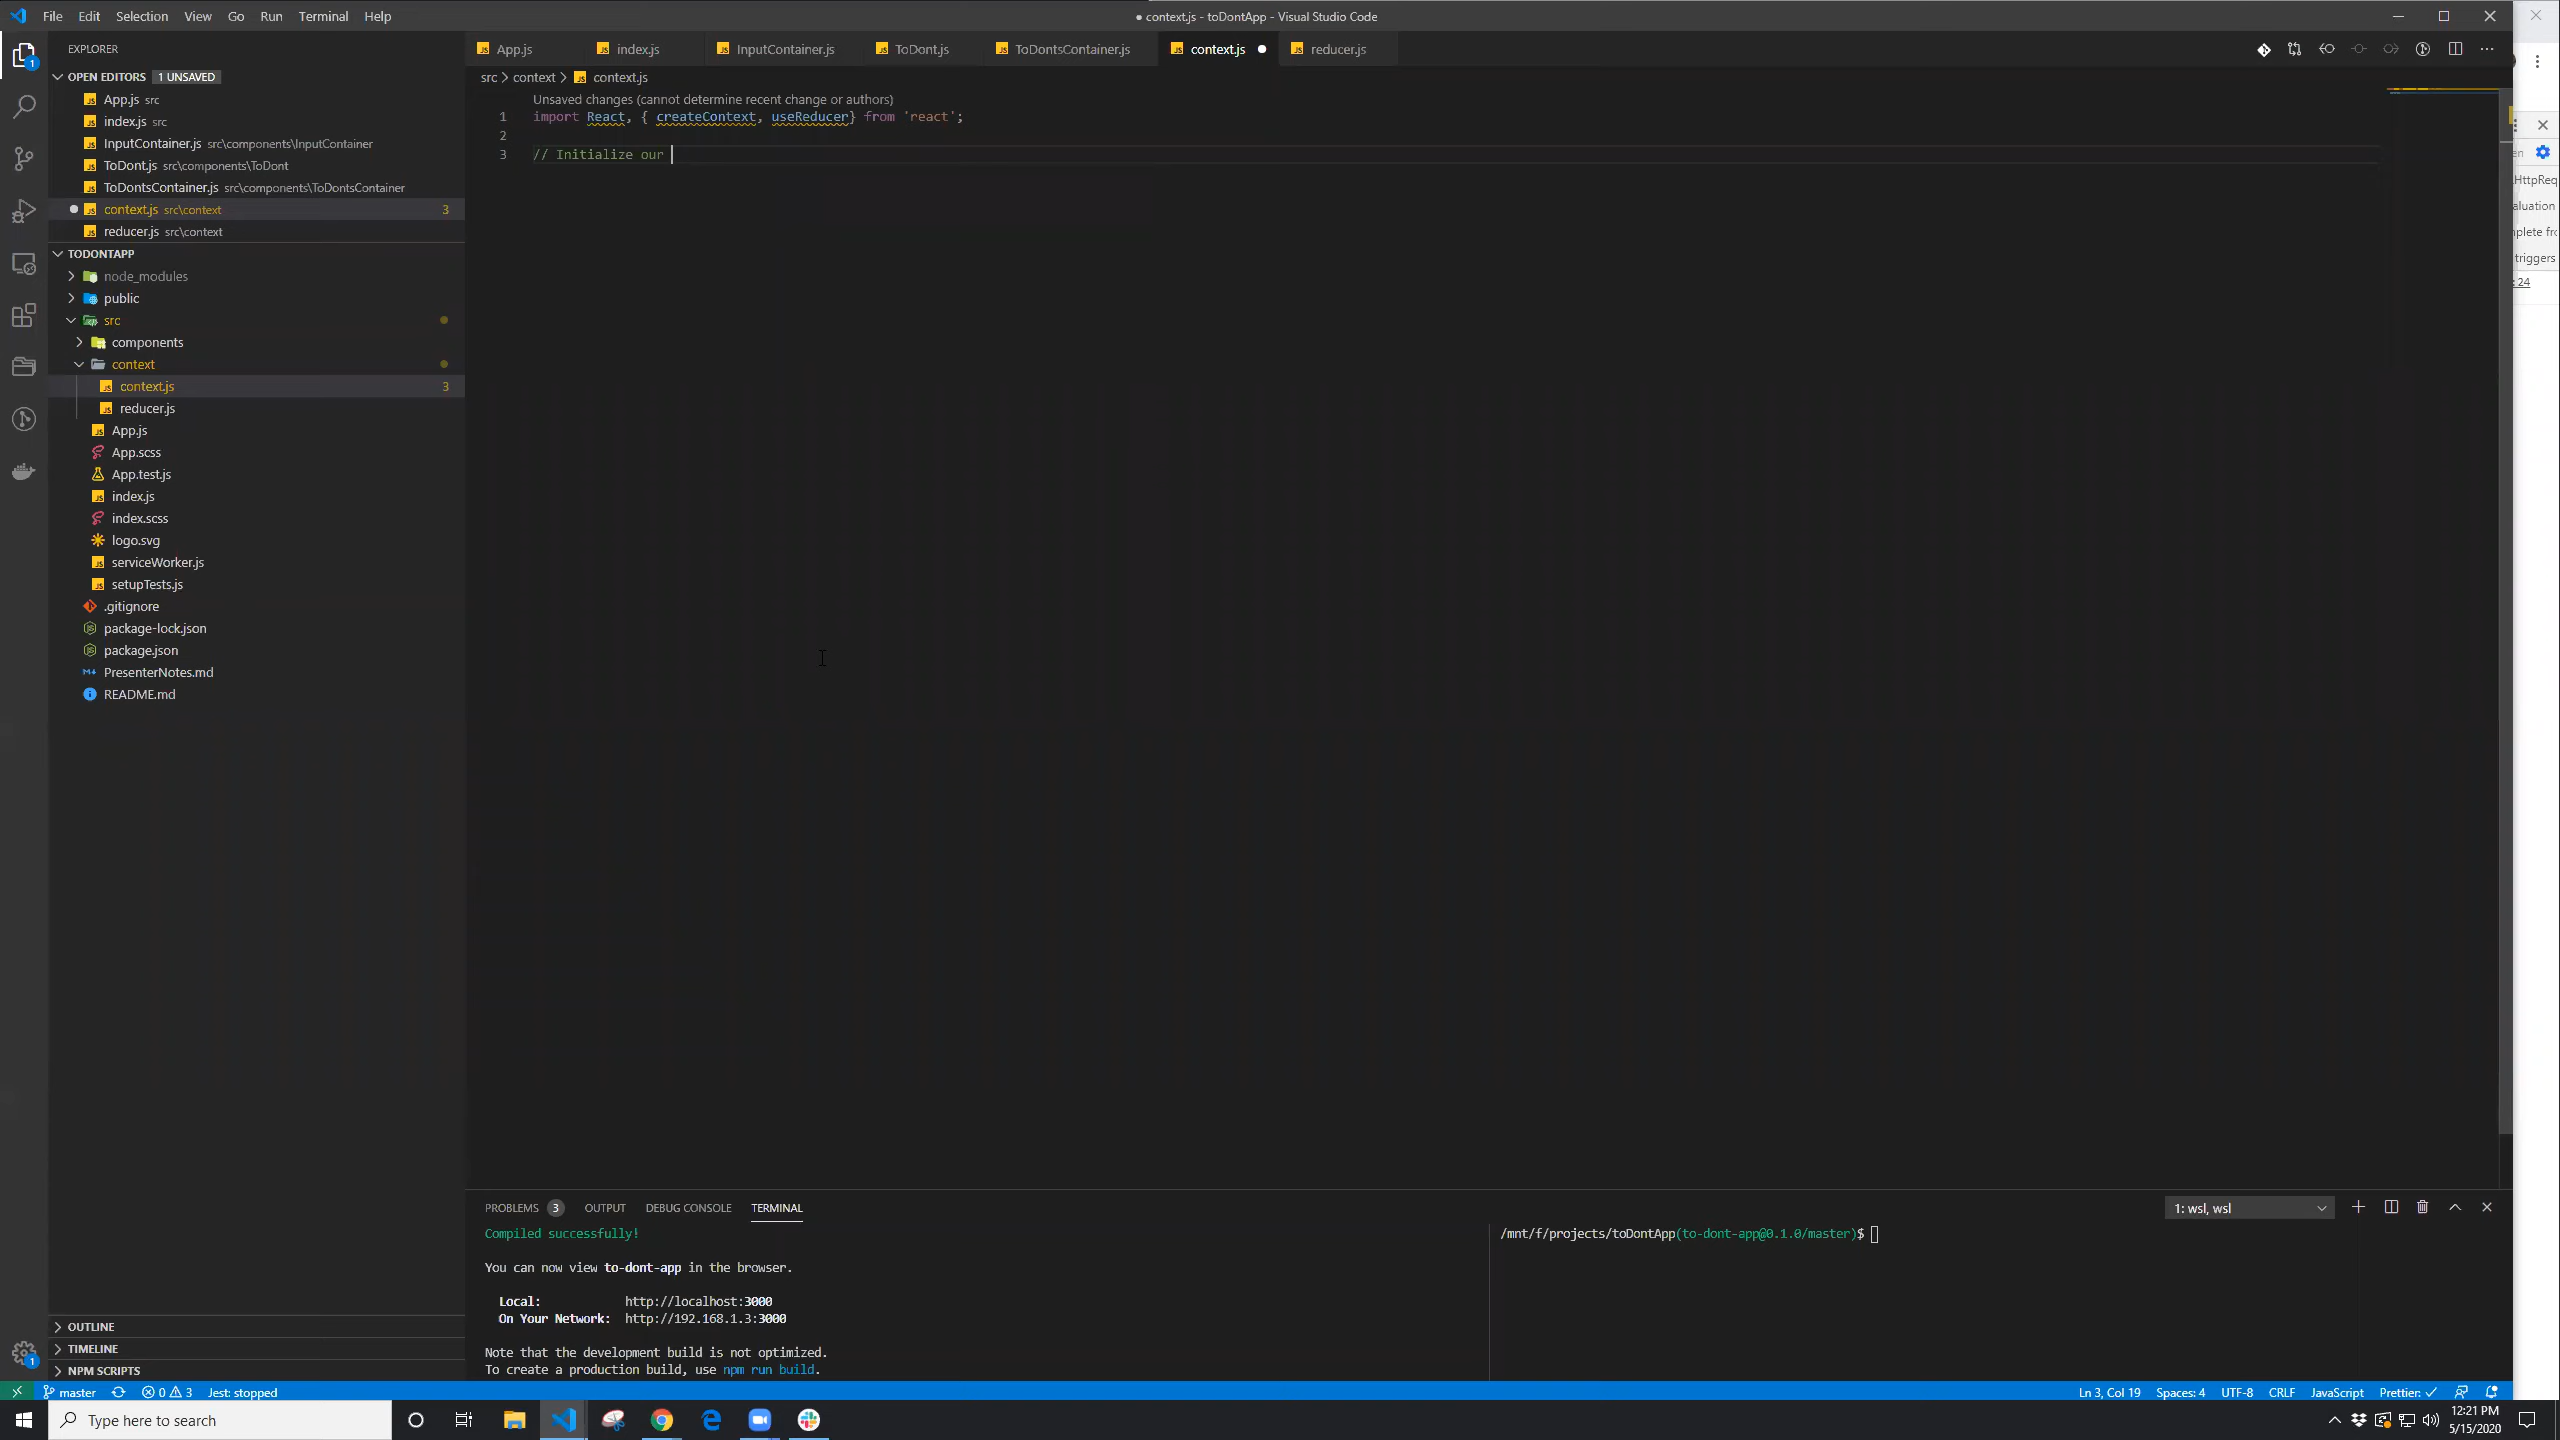 File Edit Selection View Go Run Terminal Help
● context.js - toDontApp - Visual Studio Code
EXPLORER
OPEN EDITORS 1 UNSAVED
App.js src
index.js src
InputContainer.js src\components\InputContainer
ToDont.js src\components\ToDont
ToDontsContainer.js src\components\ToDontsContainer
context.js src\context 3
reducer.js src\context
TODONTAPP
node_modules
public
src
components
context
context.js 3
reducer.js
App.js
App.scss
App.test.js
index.js
index.scss
logo.svg
serviceWorker.js
setupTests.js
.gitignore
package-lock.json
package.json
PresenterNotes.md
README.md
OUTLINE
TIMELINE
NPM SCRIPTS
App.js index.js InputContainer.js ToDont.js ToDontsContainer.js context.js reducer.js
src > context > context.js
Unsaved changes (cannot determine recent change or authors)
1 import React, { createContext, useReducer} from 'react';
2
3 // Initialize our
HttpReq
aluation
plete fro
triggers
:24
PROBLEMS 3 OUTPUT DEBUG CONSOLE TERMINAL
1: wsl, wsl
Compiled successfully!
You can now view to-dont-app in the browser.
Local: http://localhost:3000
On Your Network: http://192.168.1.3:3000
Note that the development build is not optimized.
To create a production build, use npm run build.
/mnt/f/projects/toDontApp(to-dont-app@0.1.0/master)$
1
1
master 0 3 Jest: stopped
Ln 3, Col 19 Spaces: 4 UTF-8 CRLF JavaScript Prettier: ✓
Type here to search
12:21 PM
5/15/2020